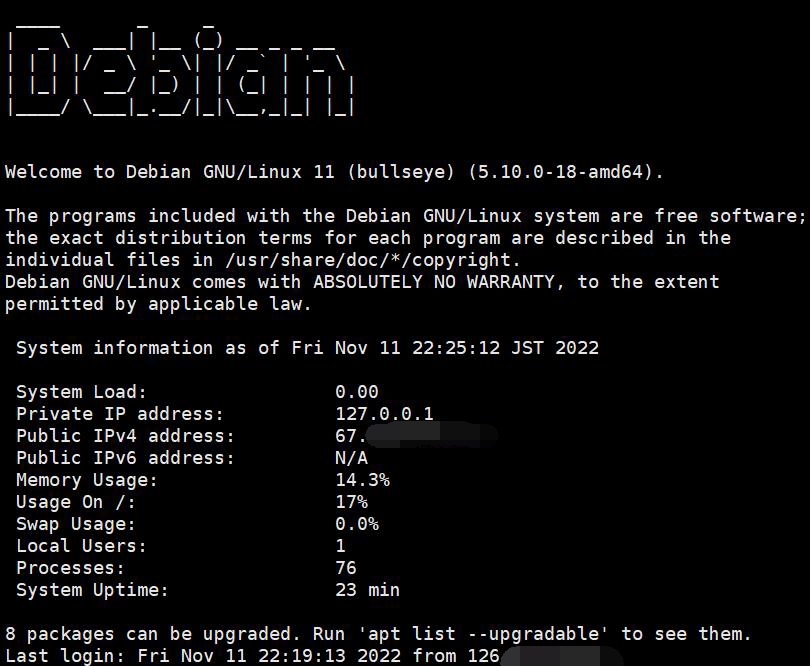 Debian
Welcome to Debian GNU/Linux 11 (bullseye) (5.10.0-18-amd64).
The programs included with the Debian GNU/Linux system are free software;
the exact distribution terms for each program are described in the
individual files in /usr/share/doc/*/copyright.
Debian GNU/Linux comes with ABSOLUTELY NO WARRANTY, to the extent
permitted by applicable law.
System information as of Fri Nov 11 22:25:12 JST 2022
System Load: 0.00
Private IP address: 127.0.0.1
Public IPv4 address: 67.
Public IPv6 address: N/A
Memory Usage: 14.3%
Usage On /: 17%
Swap Usage: 0.0%
Local Users: 1
Processes: 76
System Uptime: 23 min
8 packages can be upgraded. Run 'apt list --upgradable' to see them.
Last login: Fri Nov 11 22:19:13 2022 from 126